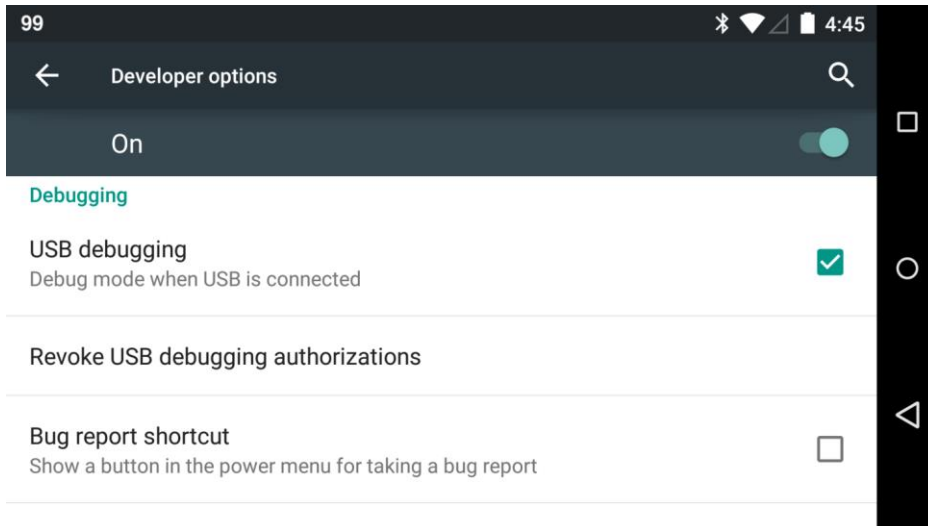 99
4:45
Developer options
On
Debugging
USB debugging
Debug mode when USB is connected
Revoke USB debugging authorizations
Bug report shortcut
Show a button in the power menu for taking a bug report